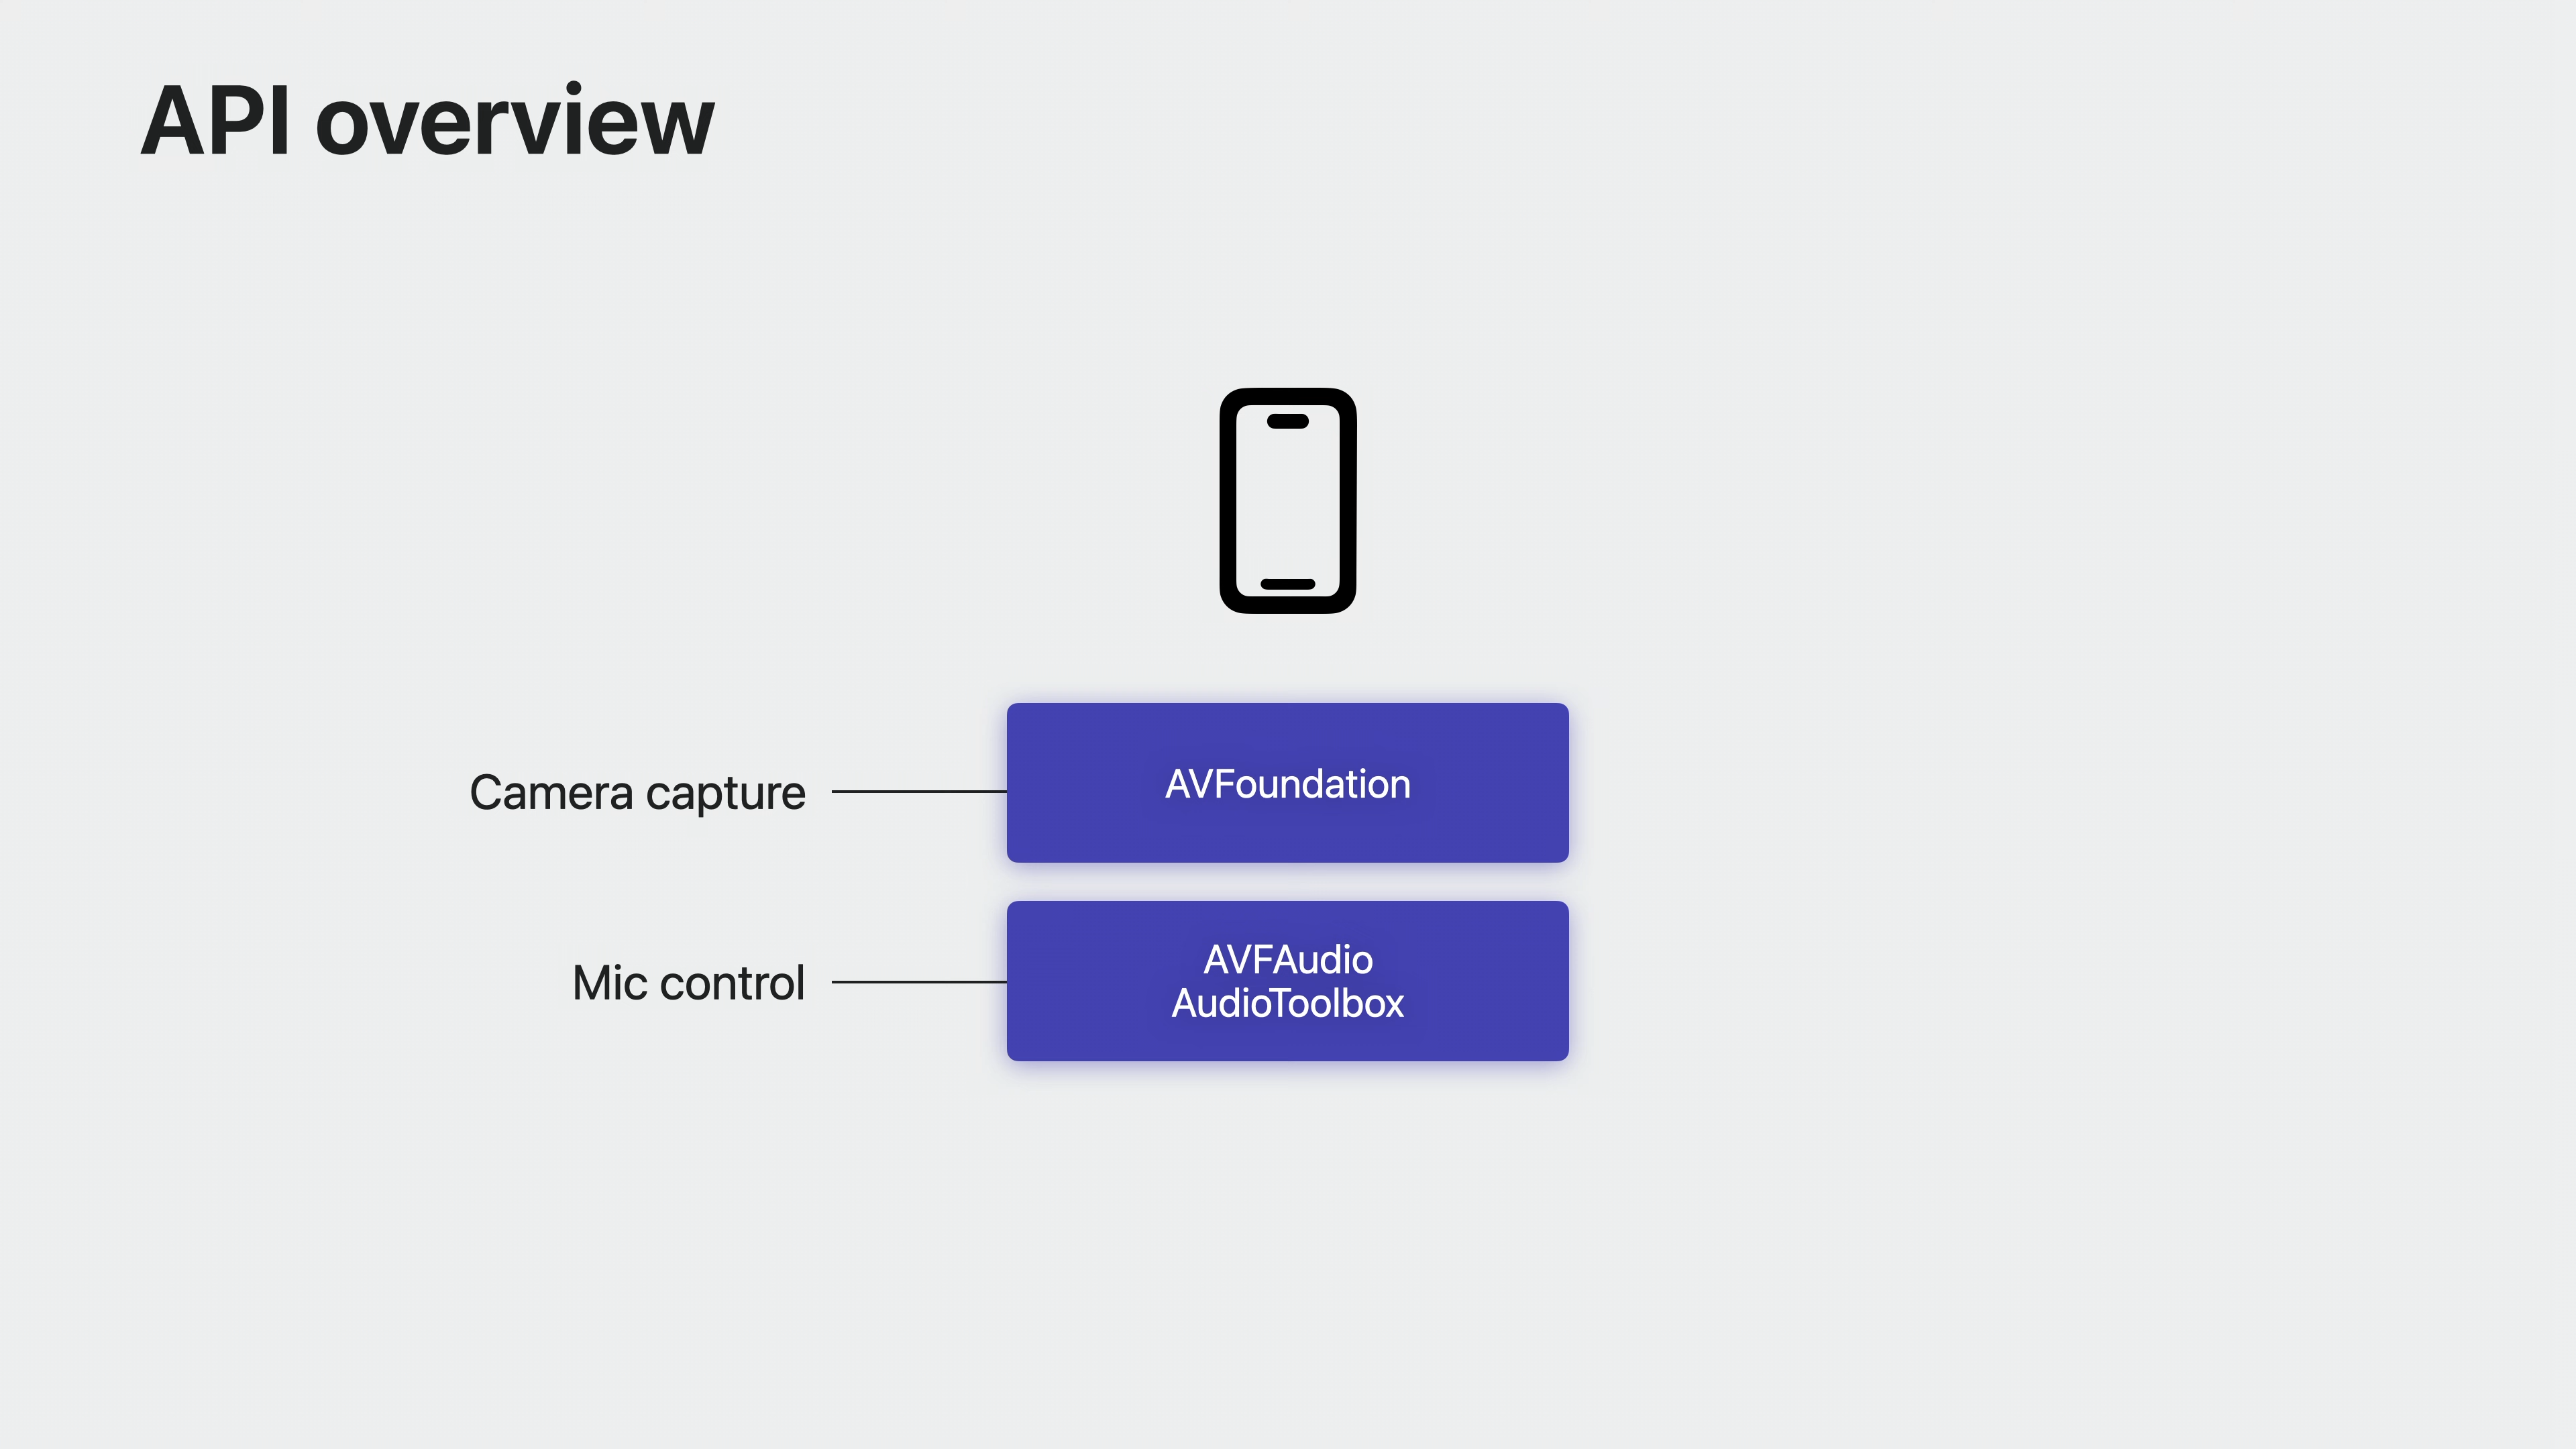 API overview
Camera capture
AVFoundation
Mic control
AVFAudio
AudioToolbox